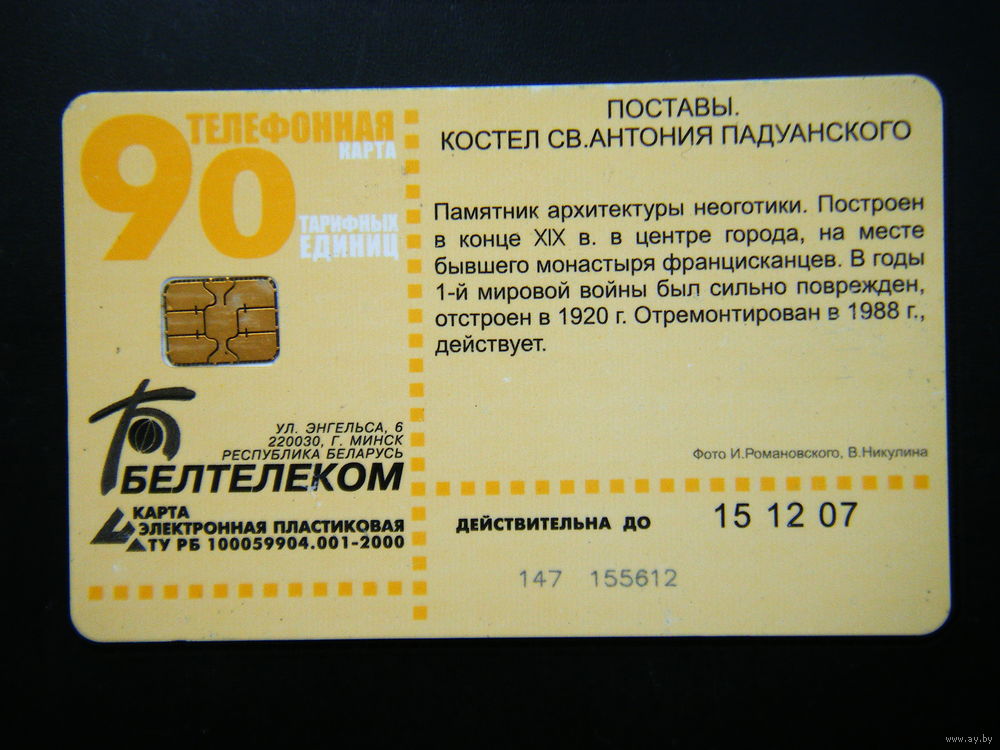 90
ТЕЛЕФОННАЯ
КАРТА
ТАРИФНЫХ
ЕДИНИЦ
УЛ. ЭНГЕЛЬСА, 6
220030, Г. МИНСК
РЕСПУБЛИКА БЕЛАРУСЬ
БЕЛТЕЛЕКОМ
КАРТА
ЭЛЕКТРОННАЯ ПЛАСТИКОВАЯ
ТУ РБ 100059904.001-2000
ПОСТАВЫ.
КОСТЕЛ СВ.АНТОНИЯ ПАДУАНСКОГО
Памятник архитектуры неоготики. Построен
в конце XIX в. в центре города, на месте
бывшего монастыря францисканцев. В годы
1-й мировой войны был сильно поврежден,
отстроен в 1920 г. Отремонтирован в 1988 г.,
действует.
Фото И.Романовского, В.Никулина
ДЕЙСТВИТЕЛЬНА ДО 15 12 07
147 155612
www.ay.by